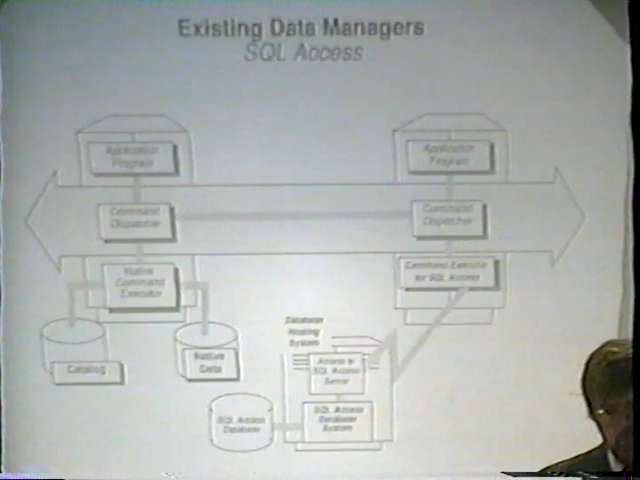 Existing Data Managers
SQL Access
Application
Program
Application
Program
Command
Dispatcher
Command
Dispatcher
Native
Command
Executor
Command Executor
for SQL Access
Catalog
Native
Data
Database
Hosting
System
Access to
SQL Access
Server
SQL Access
Database
SQL Access
Database
System